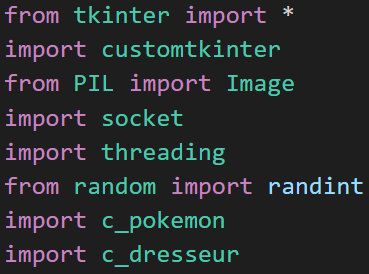 from tkinter import *
import customtkinter
from PIL import Image
import socket
import threading
from random import randint
import c_pokemon
import c_dresseur